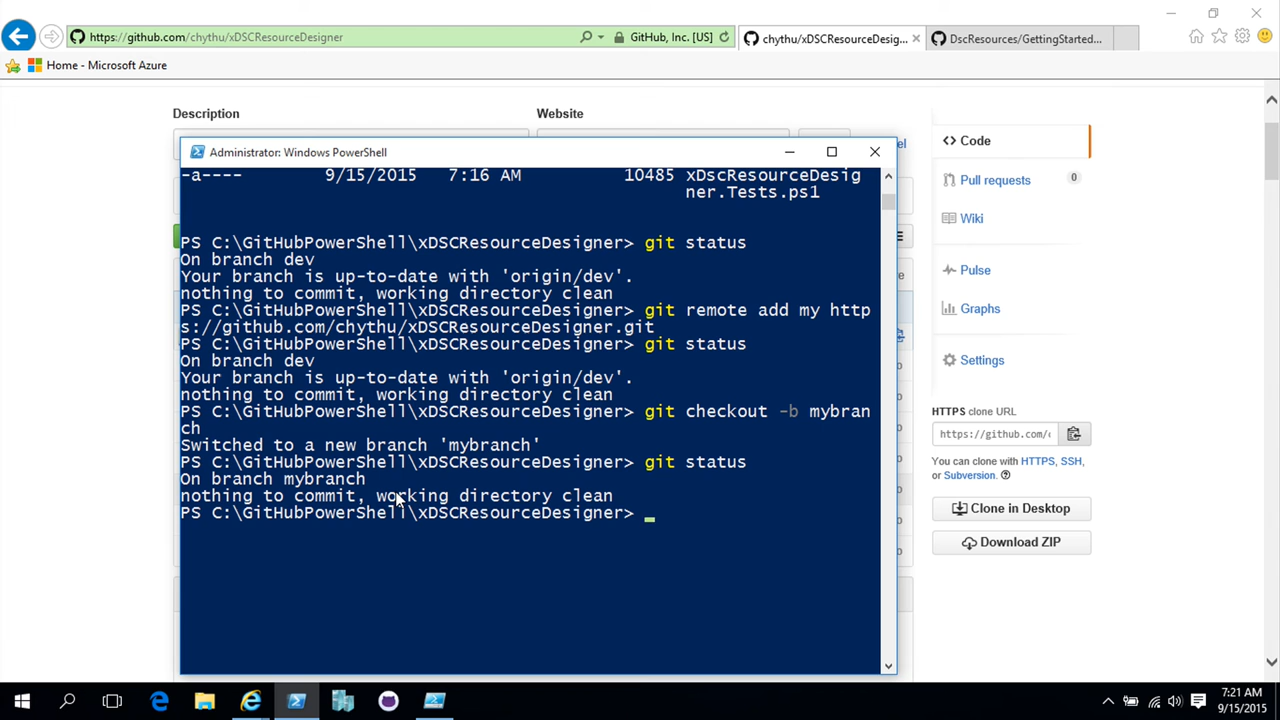 https://github.com/chythu/xDSCResourceDesigner
GitHub, Inc. [US]
chythu/xDSCResourceDesig...
DscResources/GettingStarted...
Home - Microsoft Azure
Description
Website
Code
Pull requests
0
Wiki
Pulse
Graphs
Settings
HTTPS clone URL
https://github.com/c
You can clone with HTTPS, SSH,
or Subversion.
Clone in Desktop
Download ZIP
Administrator: Windows PowerShell
-a---- 9/15/2015 7:16 AM 10485 xDscResourceDesig
ner.Tests.ps1
PS C:\GitHubPowerShell\xDSCResourceDesigner> git status
On branch dev
Your branch is up-to-date with 'origin/dev'.
nothing to commit, working directory clean
PS C:\GitHubPowerShell\xDSCResourceDesigner> git remote add my http
s://github.com/chythu/xDSCResourceDesigner.git
PS C:\GitHubPowerShell\xDSCResourceDesigner> git status
On branch dev
Your branch is up-to-date with 'origin/dev'.
nothing to commit, working directory clean
PS C:\GitHubPowerShell\xDSCResourceDesigner> git checkout -b mybran
ch
Switched to a new branch 'mybranch'
PS C:\GitHubPowerShell\xDSCResourceDesigner> git status
On branch mybranch
nothing to commit, working directory clean
PS C:\GitHubPowerShell\xDSCResourceDesigner>
7:21 AM
9/15/2015